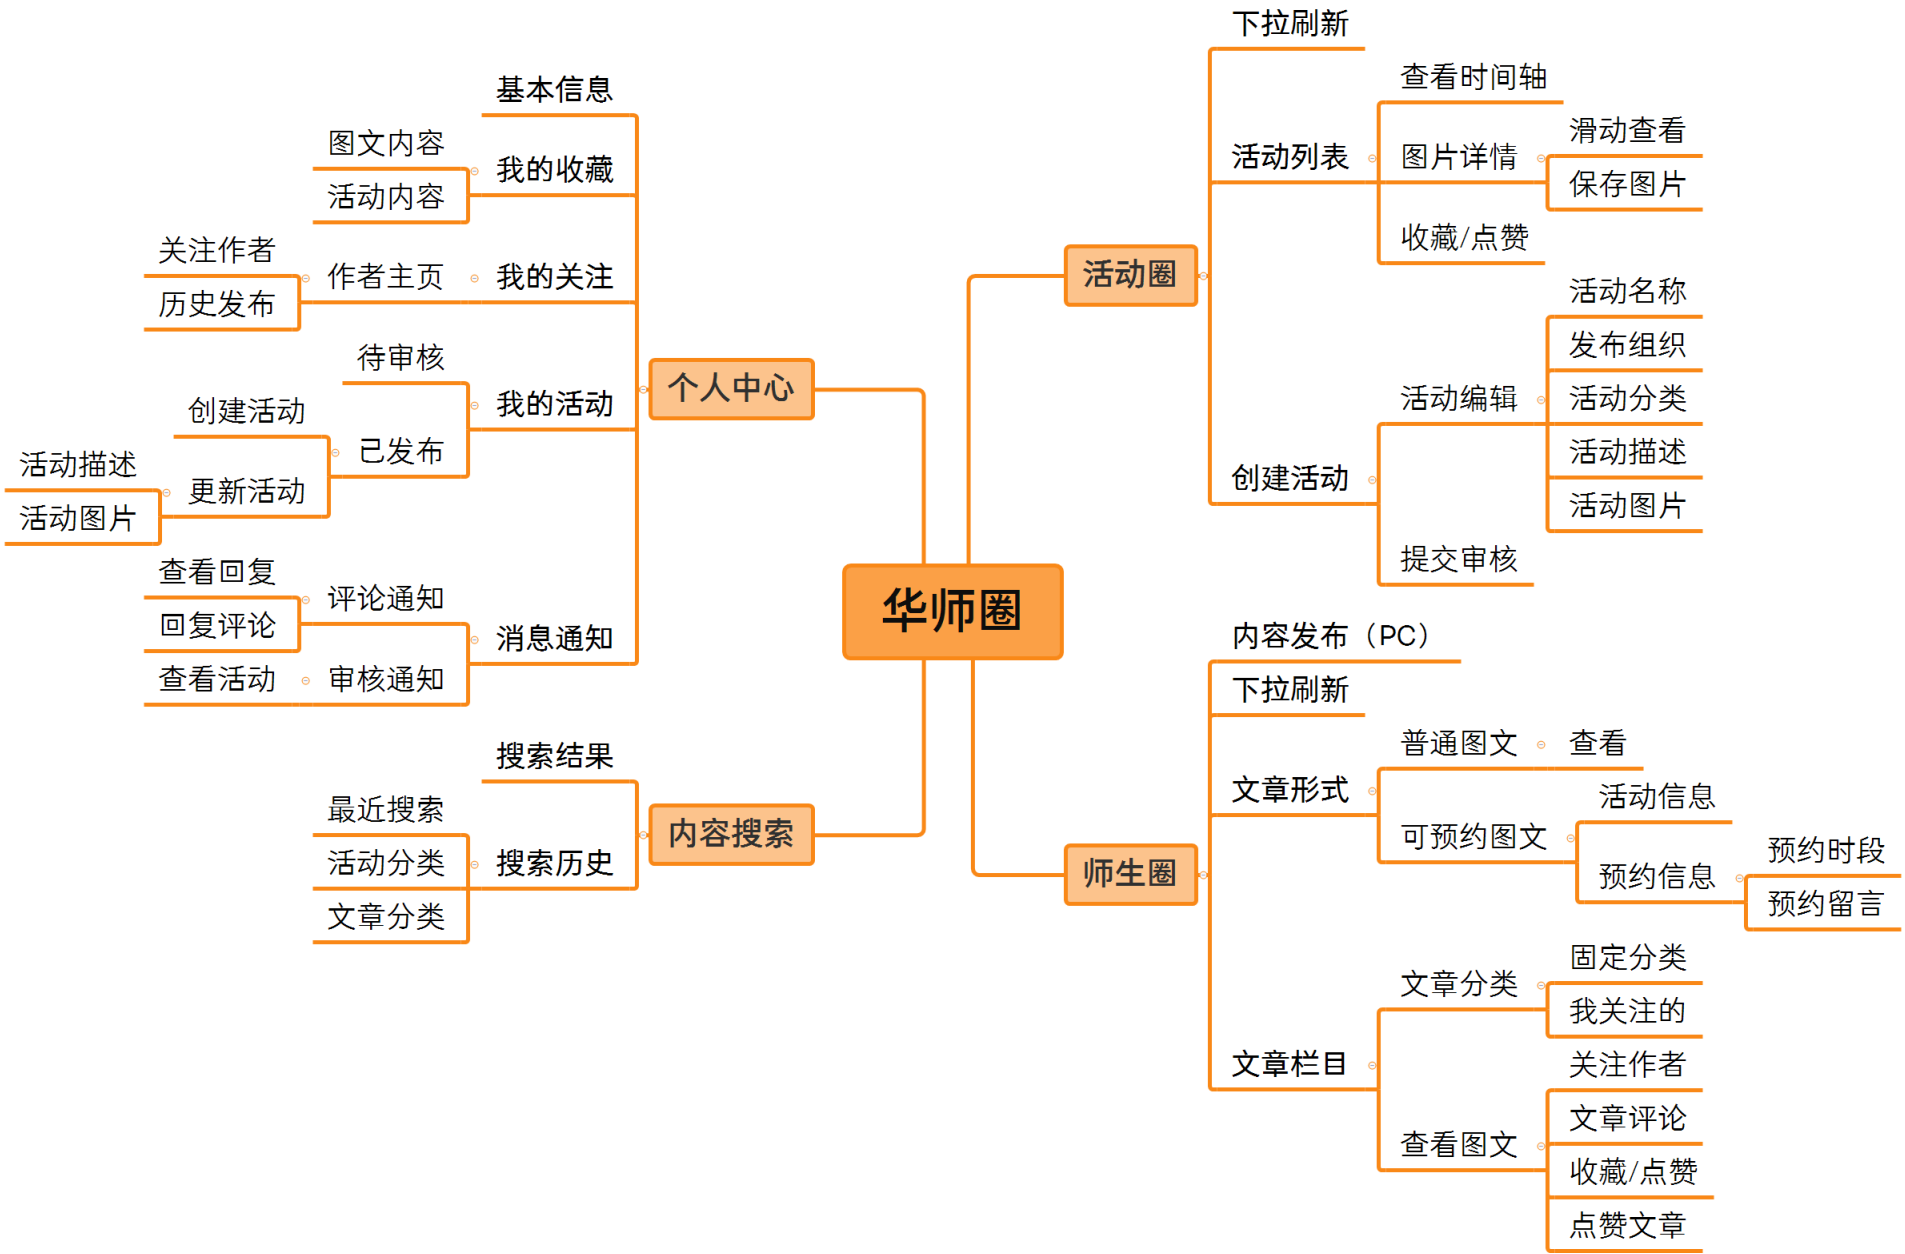 华师圈
活动圈
下拉刷新
活动列表
查看时间轴
图片详情
滑动查看
保存图片
收藏/点赞
创建活动
活动编辑
活动名称
发布组织
活动分类
活动描述
活动图片
提交审核
师生圈
内容发布（PC）
下拉刷新
文章形式
普通图文
查看
可预约图文
活动信息
预约信息
预约时段
预约留言
文章栏目
文章分类
固定分类
我关注的
查看图文
关注作者
文章评论
收藏/点赞
点赞文章
个人中心
基本信息
我的收藏
图文内容
活动内容
我的关注
作者主页
关注作者
历史发布
我的活动
待审核
已发布
创建活动
更新活动
活动描述
活动图片
消息通知
评论通知
查看回复
回复评论
审核通知
查看活动
内容搜索
搜索结果
搜索历史
最近搜索
活动分类
文章分类